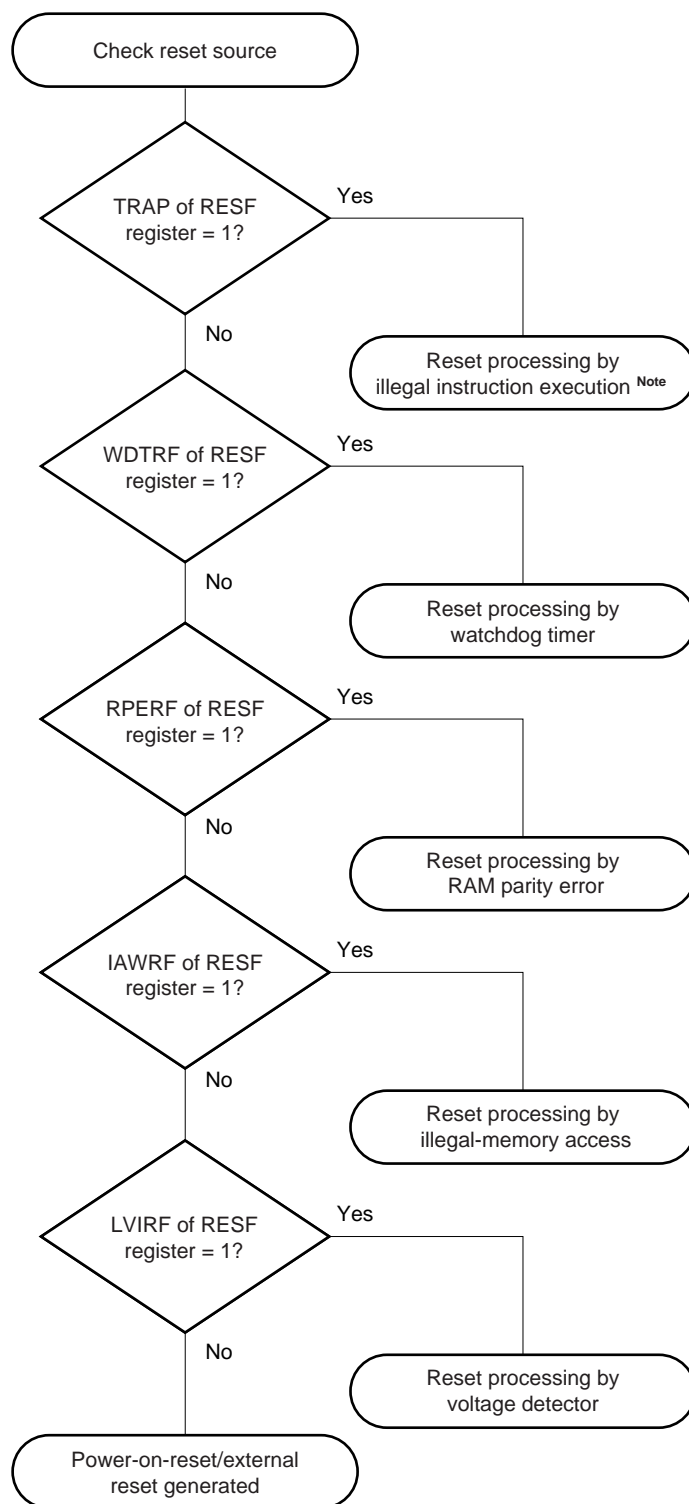 Check reset source
TRAP of RESF
register = 1?
Yes
No
Reset processing by
illegal instruction execution Note
WDTRF of RESF
register = 1?
Yes
No
Reset processing by
watchdog timer
RPERF of RESF
register = 1?
Yes
No
Reset processing by
RAM parity error
IAWRF of RESF
register = 1?
Yes
No
Reset processing by
illegal-memory access
LVIRF of RESF
register = 1?
Yes
No
Reset processing by
voltage detector
Power-on-reset/external
reset generated